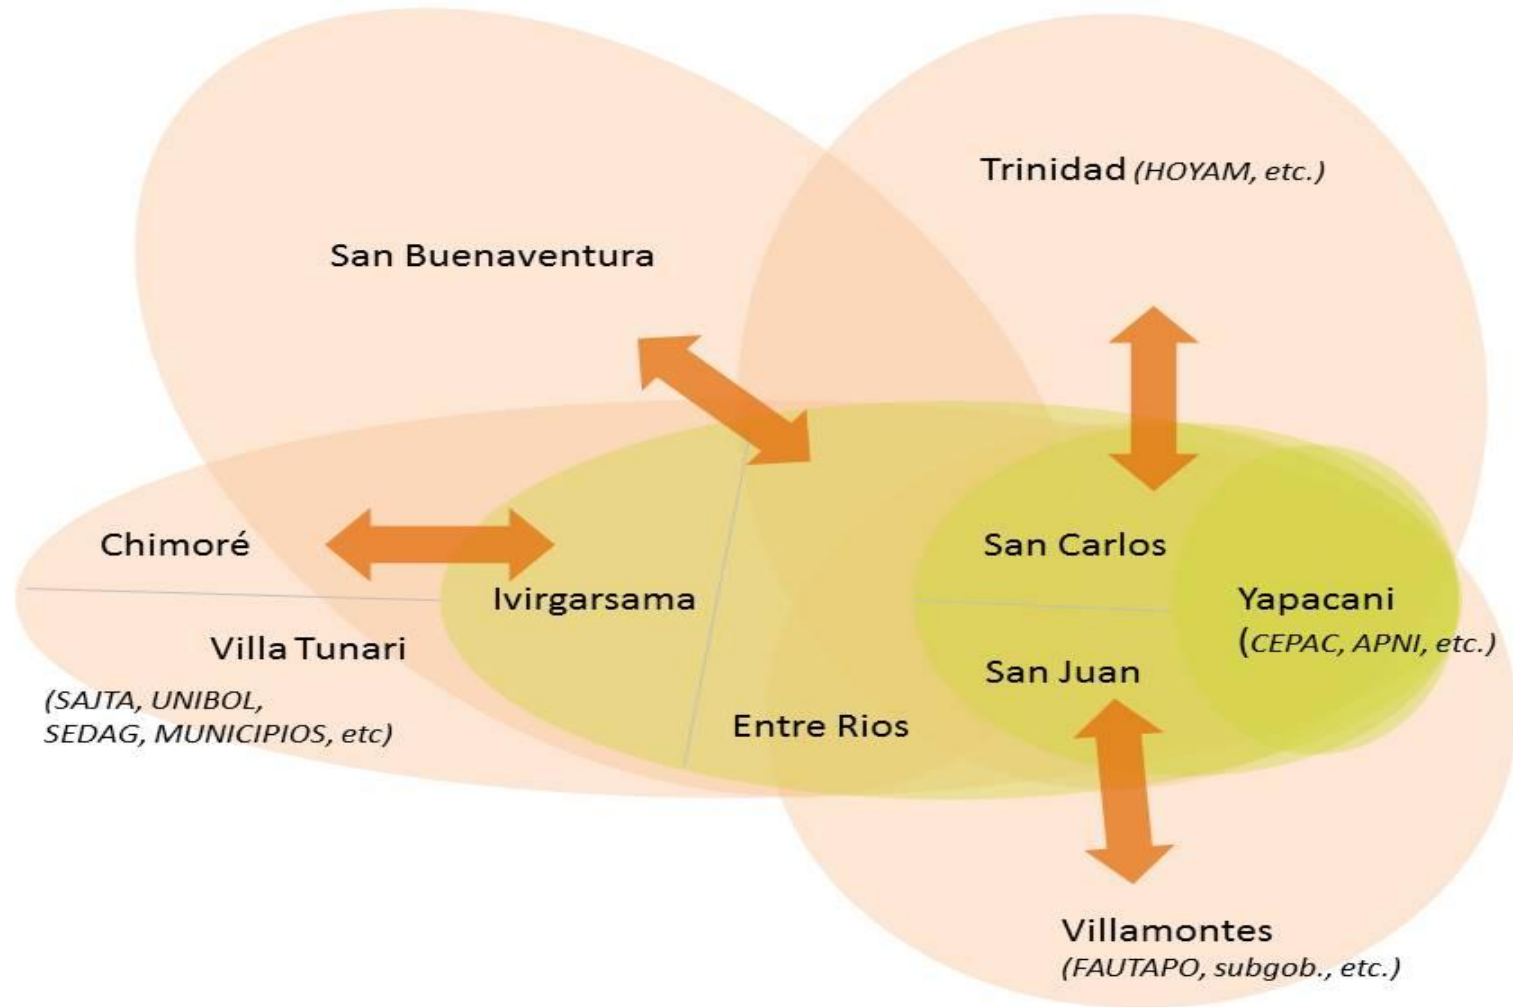 Trinidad (HOYAM, etc.)
San Buenaventura
Chimoré
San Carlos
Ivirgarsama
Yapacani
(CEPAC, APNI, etc.)
Villa Tunari
San Juan
(SAJTA, UNIBOL,
SEDAG, MUNICIPIOS, etc)
Entre Rios
Villamontes
(FAUTAPO, subgob., etc.)